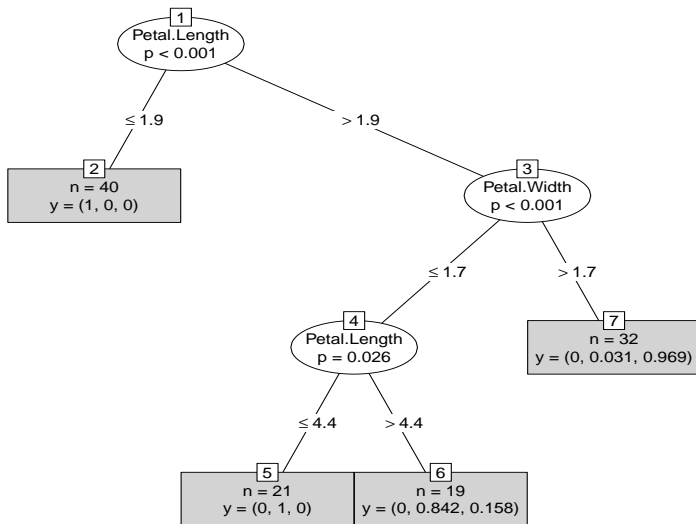 1
Petal.Length
p < 0.001
≤ 1.9
> 1.9
2
n = 40
y = (1, 0, 0)
3
Petal.Width
p < 0.001
≤ 1.7
> 1.7
4
Petal.Length
p = 0.026
7
n = 32
y = (0, 0.031, 0.969)
≤ 4.4
> 4.4
5
n = 21
y = (0, 1, 0)
6
n = 19
y = (0, 0.842, 0.158)